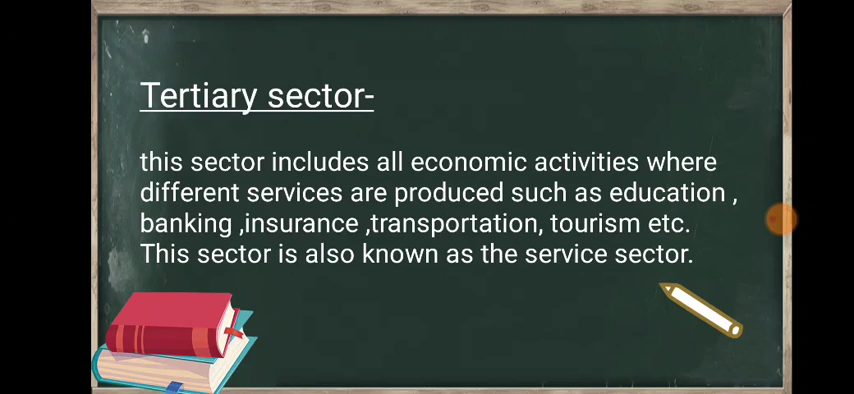 Tertiary sector-
this sector includes all economic activities where
different services are produced such as education ,
banking ,insurance ,transportation, tourism etc.
This sector is also known as the service sector.